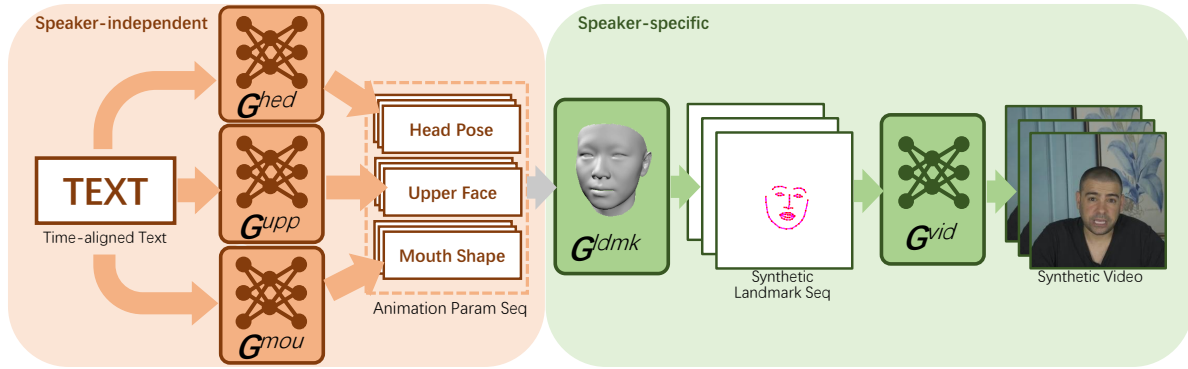 Speaker-independent
Speaker-specific
G^hed
Head Pose
TEXT
Time-aligned Text
G^upp
Upper Face
G^mou
Mouth Shape
Animation Param Seq
G^ldmk
Synthetic
Landmark Seq
G^vid
Synthetic Video